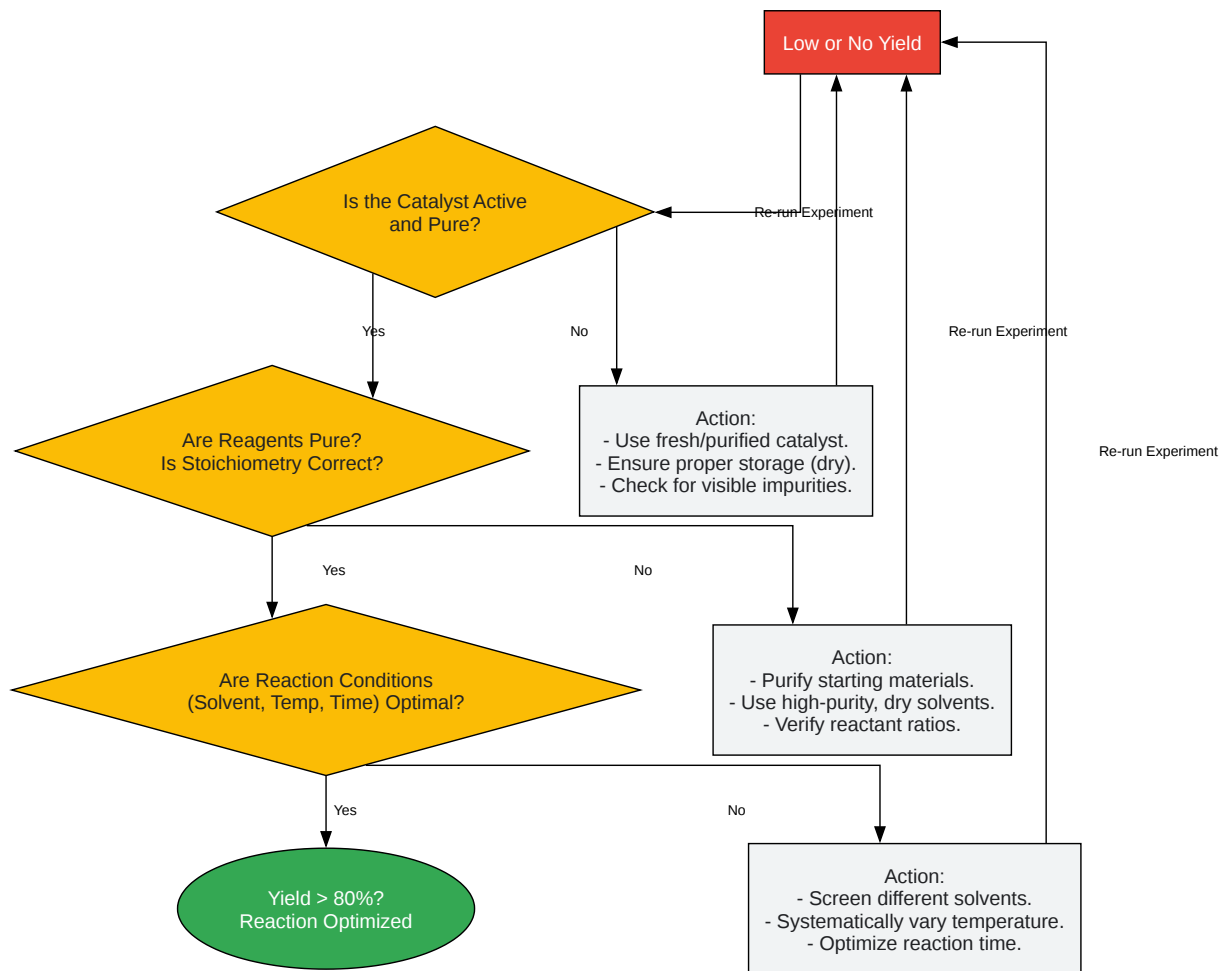 Low or No Yield
Is the Catalyst Active
and Pure?
Re-run Experiment
Yes
No
Re-run Experiment
Are Reagents Pure?
Is Stoichiometry Correct?
Action:
- Use fresh/purified catalyst.
- Ensure proper storage (dry).
- Check for visible impurities.
Re-run Experiment
Yes
No
Are Reaction Conditions
(Solvent, Temp, Time) Optimal?
Action:
- Purify starting materials.
- Use high-purity, dry solvents.
- Verify reactant ratios.
Yes
No
Yield > 80%?
Reaction Optimized
Action:
- Screen different solvents.
- Systematically vary temperature.
- Optimize reaction time.